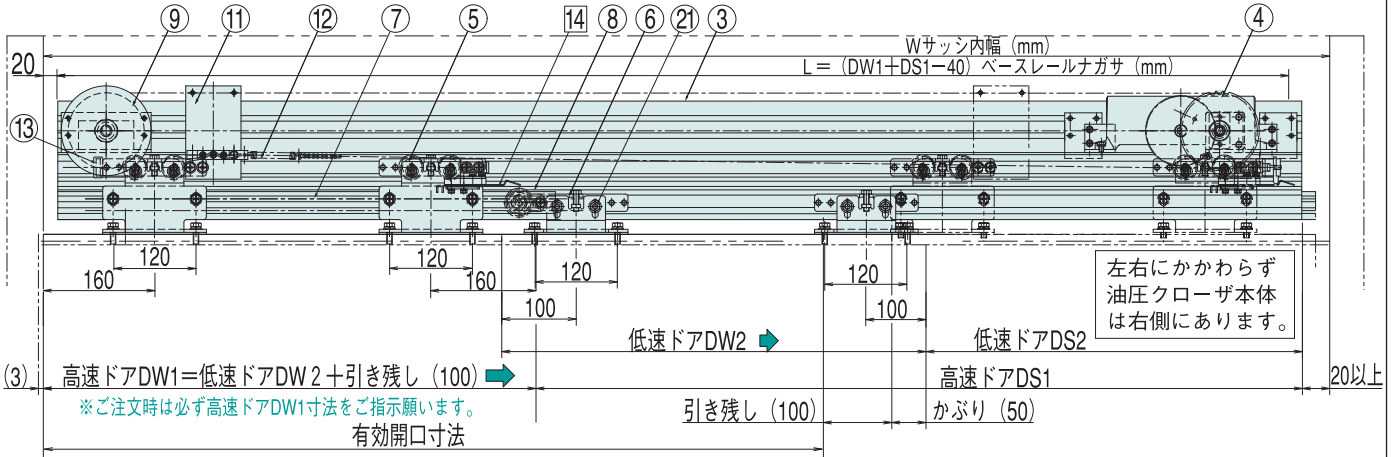 ⑨ ⑪ ⑫ ⑦ ⑤ 14 ⑧ ⑥ ㉑ ③ ④
Wサッシ内幅 (mm)
20
L＝ (DW1+DS1ー40) ベースレールナガサ (mm)
⑬
120 120 120 120
160 160 100 100
左右にかかわらず
油圧クローザ本体
は右側にあります。
低速ドアDW2 低速ドアDS2
(3) 高速ドアDW1＝低速ドアDW2＋引き残し (100) 高速ドアDS1 20以上
※ご注文時は必ず高速ドアDW1寸法をご指示願います。
引き残し (100) かぶり (50)
有効開口寸法